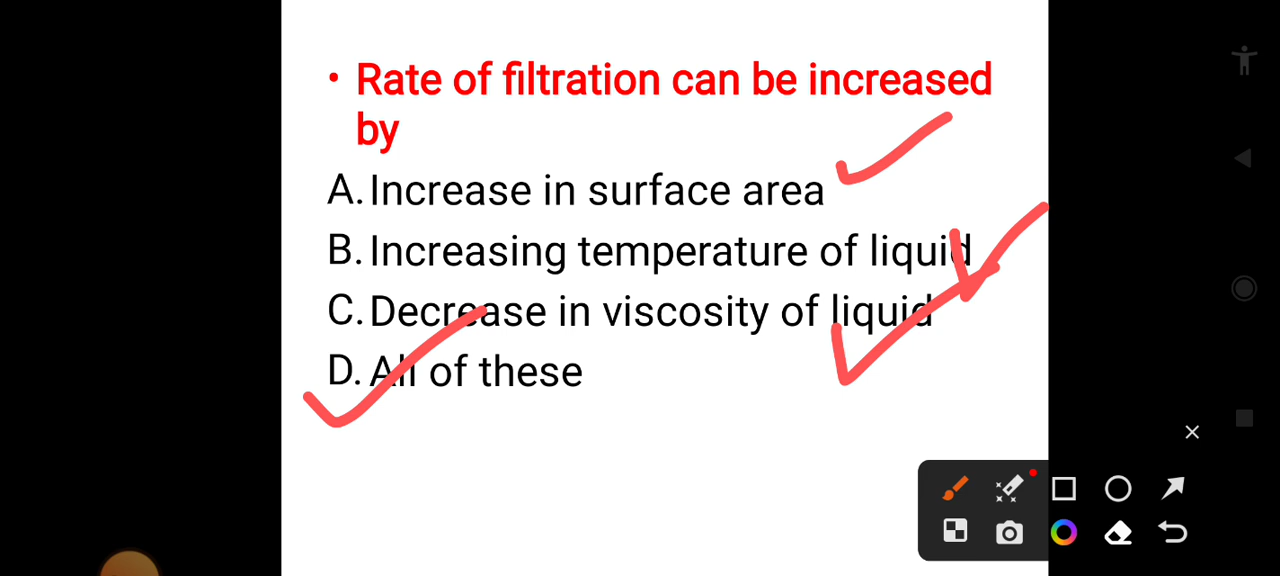 • Rate of filtration can be increased
by
A. Increase in surface area
B. Increasing temperature of liquid
C. Decrease in viscosity of liquid
D. All of these